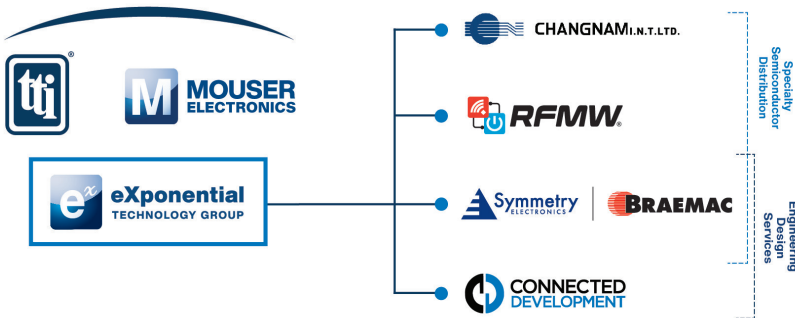 tti
®
M
MOUSER
ELECTRONICS
eˣ
eXponential
TECHNOLOGY GROUP
CHANGNAM I.N.T. LTD.
RFMW.
Symmetry
ELECTRONICS
BRAEMAC
CONNECTED
DEVELOPMENT
Specialty
Semiconductor
Distribution
Engineering
Design
Services